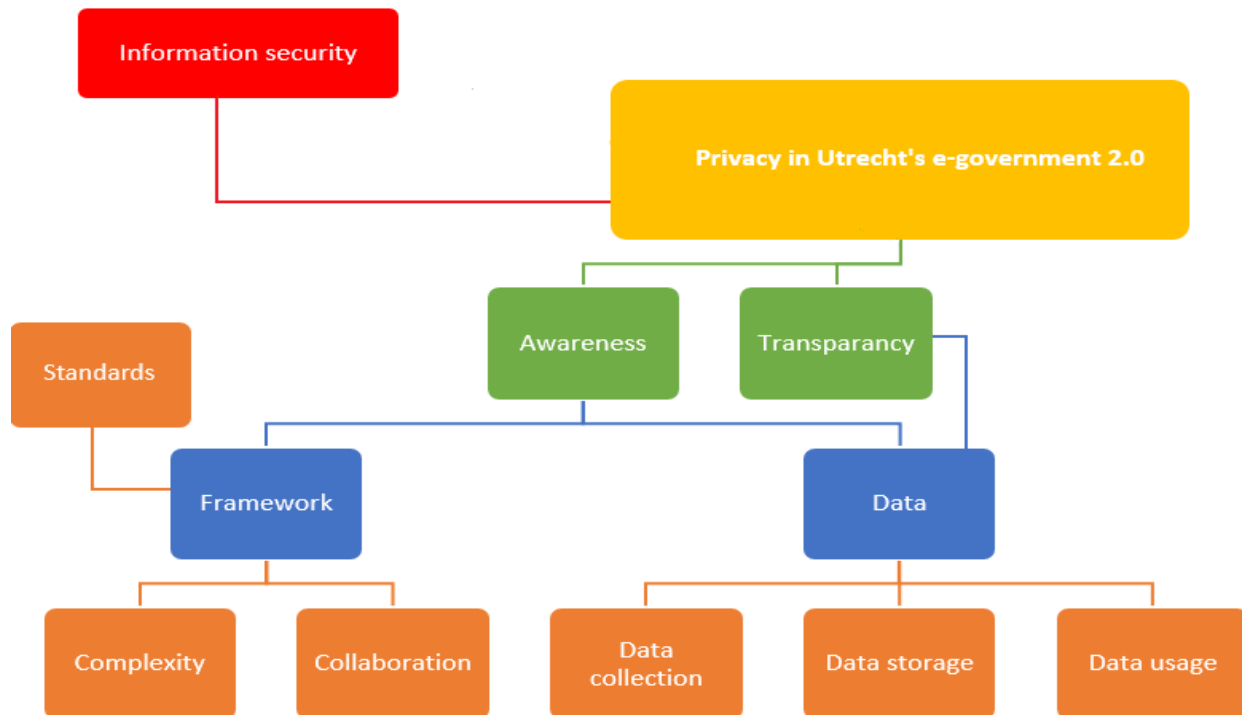 Information security
Privacy in Utrecht's e-government 2.0
Awareness
Transparancy
Standards
Framework
Data
Complexity
Collaboration
Data
collection
Data storage
Data usage